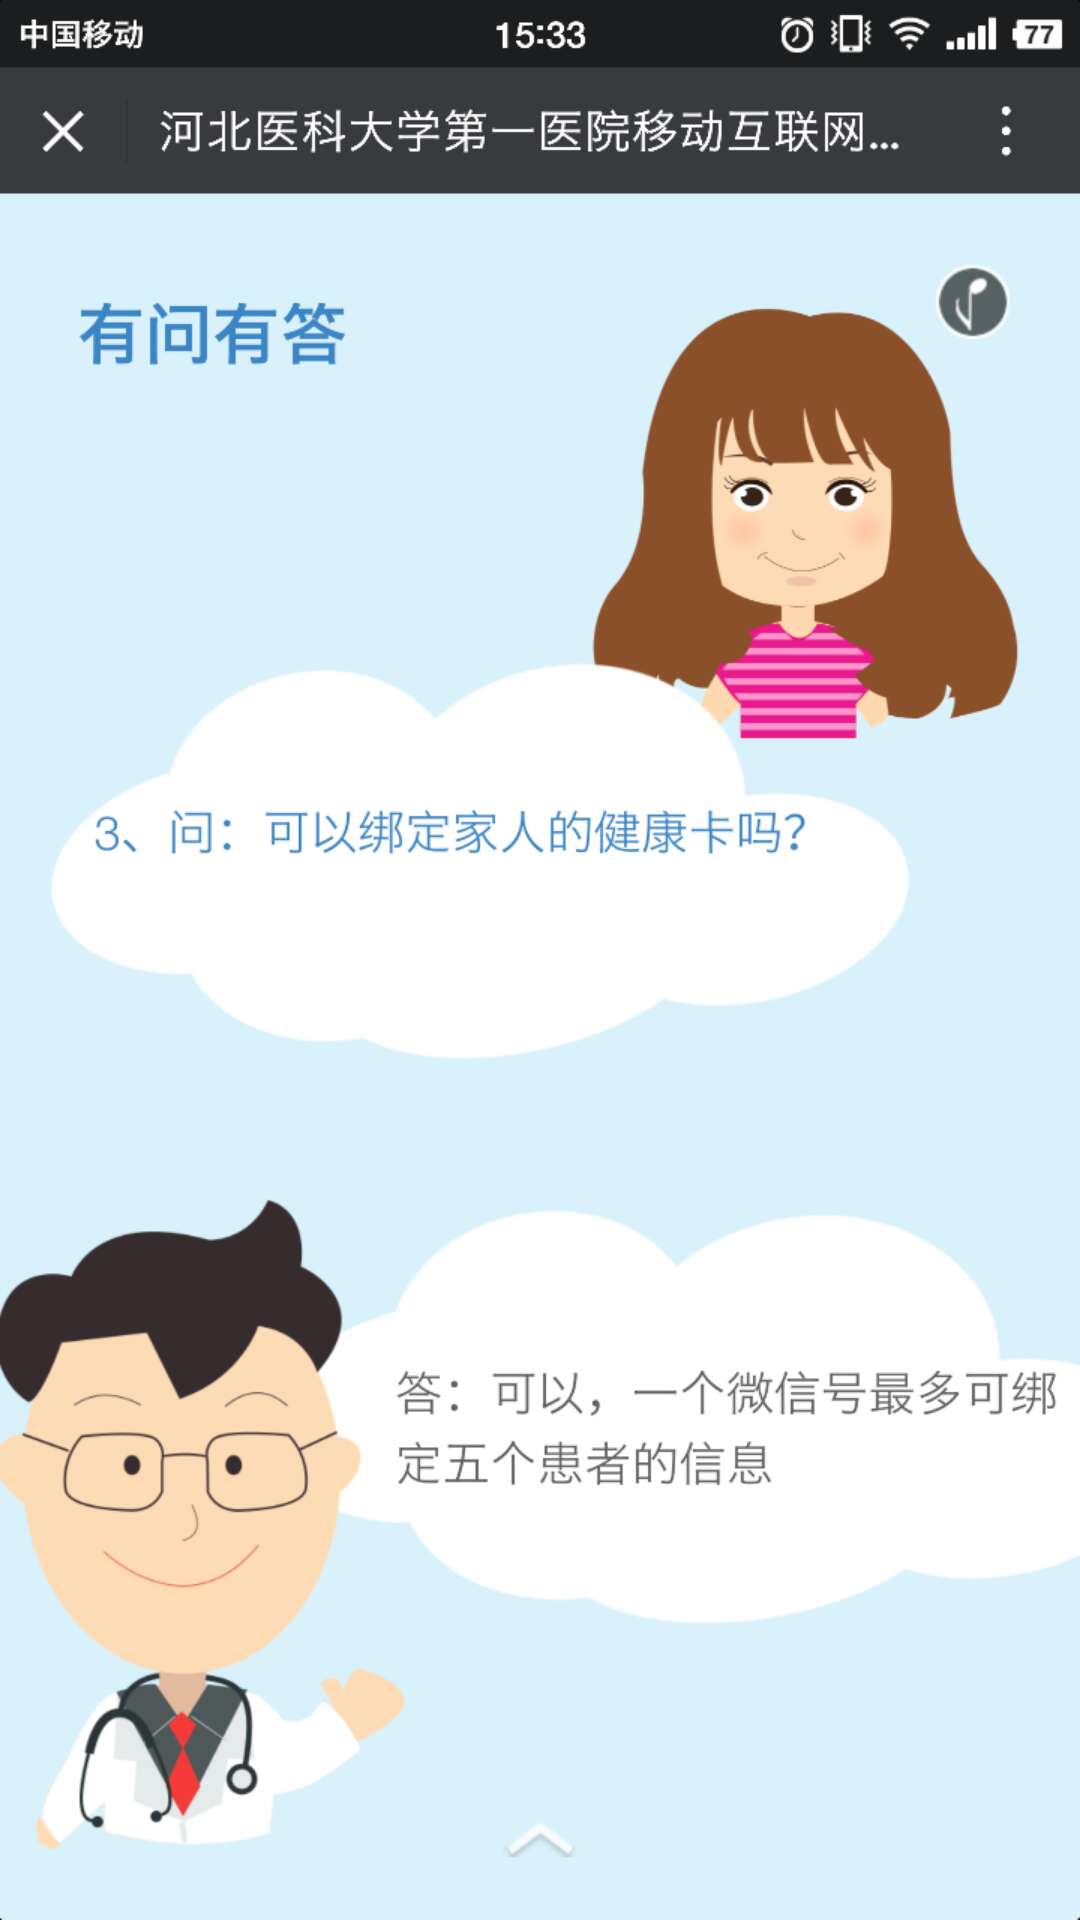 中国移动
15:33
77
河北医科大学第一医院移动互联网...
有问有答
3、问：可以绑定家人的健康卡吗？
答：可以，一个微信号最多可绑
定五个患者的信息